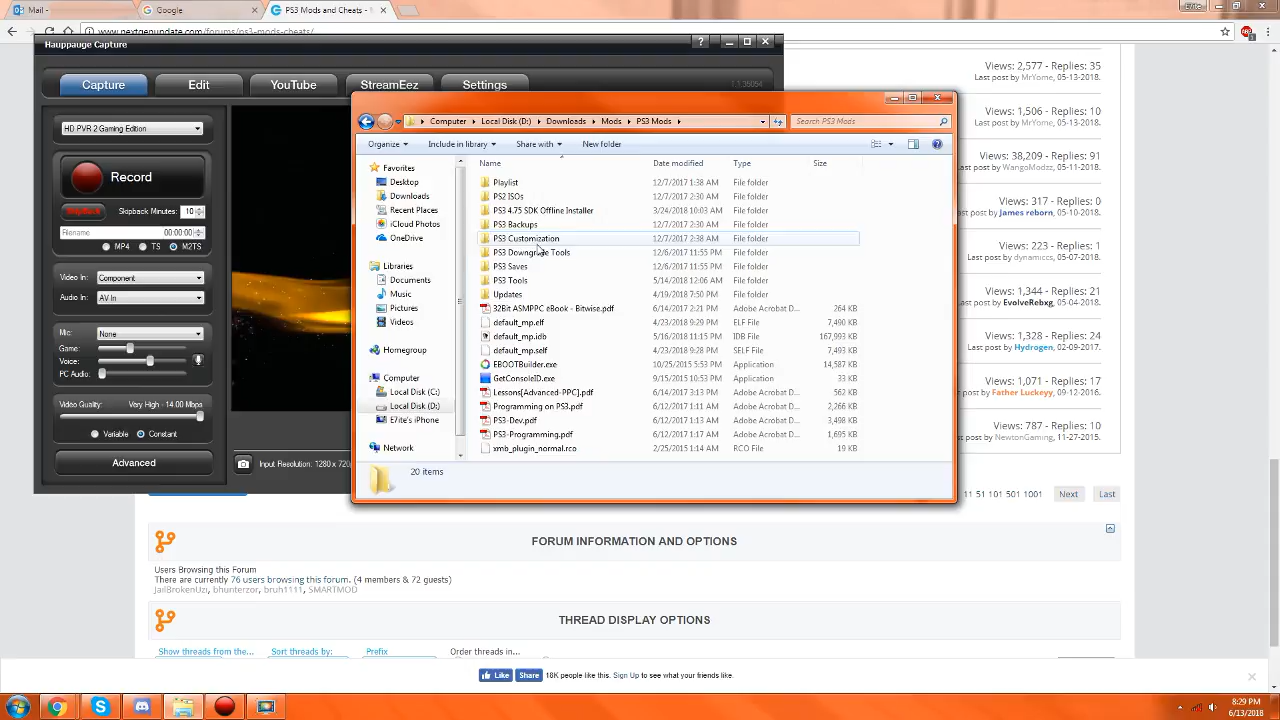 Mail -
Google
PS3 Mods and Cheats -
Elite
www.nextgenupdate.com/forums/ps3-mods-cheats/
Hauppauge Capture
Capture
Edit
YouTube
StreamEez
Settings
1.1.35054
HD PVR 2 Gaming Edition
Record
Skipback
Skipback Minutes: 10
Filename
00:00:00
MP4
TS
M2TS
Video In: Component
Audio In: AV In
Mic: None
Game:
Voice:
PC Audio:
Video Quality: Very High - 14.00 Mbps
Variable
Constant
Advanced
Input Resolution: 1280 x 720
Computer
Local Disk (D:)
Downloads
Mods
PS3 Mods
Search PS3 Mods
Organize
Include in library
Share with
New folder
Favorites
Desktop
Downloads
Recent Places
iCloud Photos
OneDrive
Libraries
Documents
Music
Pictures
Videos
Homegroup
Computer
Local Disk (C:)
Local Disk (D:)
E7ite's iPhone
Network
Name Date modified Type Size
Playlist 12/7/2017 1:38 AM File folder
PS2 ISOs 12/7/2017 2:30 AM File folder
PS3 4.75 SDK Offline Installer 3/24/2018 10:03 AM File folder
PS3 Backups 12/7/2017 2:30 AM File folder
PS3 Customization 12/7/2017 2:38 AM File folder
PS3 Downgrade Tools 12/6/2017 11:55 PM File folder
PS3 Saves 12/6/2017 11:55 PM File folder
PS3 Tools 5/14/2018 12:06 AM File folder
Updates 4/19/2018 7:50 PM File folder
32Bit ASMPPC eBook - Bitwise.pdf 6/14/2017 2:21 PM Adobe Acrobat D... 264 KB
default_mp.elf 4/23/2018 9:29 PM ELF File 7,490 KB
default_mp.idb 5/16/2018 11:15 PM IDB File 167,993 KB
default_mp.self 4/23/2018 9:28 PM SELF File 7,493 KB
EBOOTBuilder.exe 10/25/2015 5:53 PM Application 14,587 KB
GetConsoleID.exe 9/15/2015 10:53 PM Application 33 KB
Lessons[Advanced-PPC].pdf 6/14/2017 3:13 PM Adobe Acrobat D... 562 KB
Programming on PS3.pdf 6/12/2017 1:13 AM Adobe Acrobat D... 2,266 KB
PS3-Dev.pdf 6/12/2017 1:11 AM Adobe Acrobat D... 3,498 KB
PS3-Programming.pdf 6/12/2017 1:17 AM Adobe Acrobat D... 1,695 KB
xmb_plugin_normal.rco 2/25/2015 1:40 AM RCO File 19 KB
20 items
Views: 2,577 - Replies: 35
Last post by MrYome, 05-13-2018.
Views: 1,506 - Replies: 10
Last post by MrYome, 05-13-2018.
Views: 38,209 - Replies: 91
Last post by WangoModzz, 05-11-2018.
Views: 317 - Replies: 0
Last post by James reborn, 05-10-2018.
Views: 223 - Replies: 1
Last post by dynamiccs, 05-14-2018.
Views: 1,344 - Replies: 21
Last post by EvolveRebxg, 05-04-2018.
Views: 1,328 - Replies: 24
Last post by Hydrogen, 02-09-2017.
Views: 1,071 - Replies: 17
Last post by Father Luckeyy, 09-12-2016.
Views: 787 - Replies: 10
Last post by NewtonGaming, 11-27-2015.
11 51 101 501 1001 Next Last
FORUM INFORMATION AND OPTIONS
Users Browsing this Forum
There are currently 76 users browsing this forum. (4 members & 72 guests)
JailBrokenUzi, bhunterzor, bruh1111, SMARTMOD
THREAD DISPLAY OPTIONS
Show threads from the...
Sort threads by:
Prefix
Order threads in...
Like
Share
18K people like this. Sign Up to see what your friends like.
8:29 PM
6/13/2018